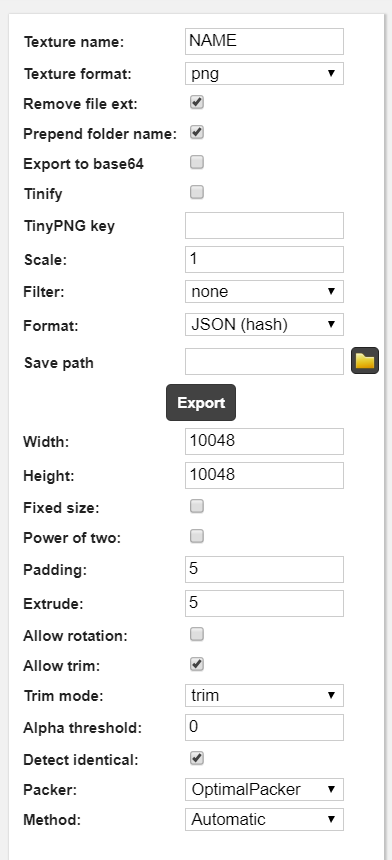 Texture name: NAME
Texture format: png
Remove file ext:
Prepend folder name:
Export to base64
Tinify
TinyPNG key
Scale: 1
Filter: none
Format: JSON (hash)
Save path
Export
Width: 10048
Height: 10048
Fixed size:
Power of two:
Padding: 5
Extrude: 5
Allow rotation:
Allow trim:
Trim mode: trim
Alpha threshold: 0
Detect identical:
Packer: OptimalPacker
Method: Automatic